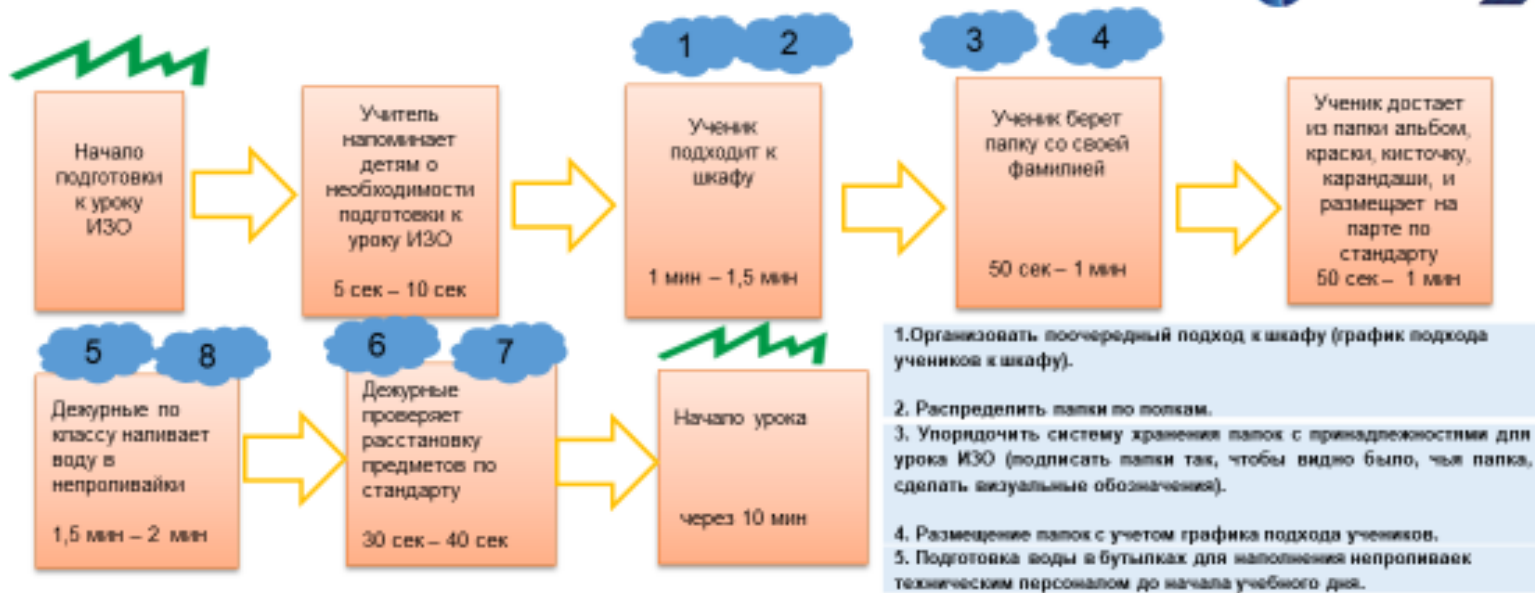 1
2
3
4
Начало
подготовки
к уроку
ИЗО
Учитель
напоминает
детям о
необходимости
подготовки к
уроку ИЗО
5 сек – 10 сек
Ученик
подходит к
шкафу
1 мин – 1,5 мин
Ученик берет
папку со своей
фамилией
50 сек – 1 мин
Ученик достает
из папки альбом,
краски, кисточку,
карандаши, и
размещает на
парте по
стандарту
50 сек – 1 мин
5
8
6
7
Дежурные по
классу наливает
воду в
непроливайки
1,5 мин – 2 мин
Дежурные
проверяет
расстановку
предметов по
стандарту
30 сек – 40 сек
Начало урока
через 10 мин
1.Организовать поочередный подход к шкафу (график подхода
учеников к шкафу).
2. Распределить папки по полкам.
3. Упорядочить систему хранения папок с принадлежностями для
урока ИЗО (подписать папки так, чтобы видно было, чья папка,
сделать визуальные обозначения).
4. Размещение папок с учетом графика подхода учеников.
5. Подготовка воды в бутылках для наполнения непроливаек
техническим персоналом до начала учебного дня.